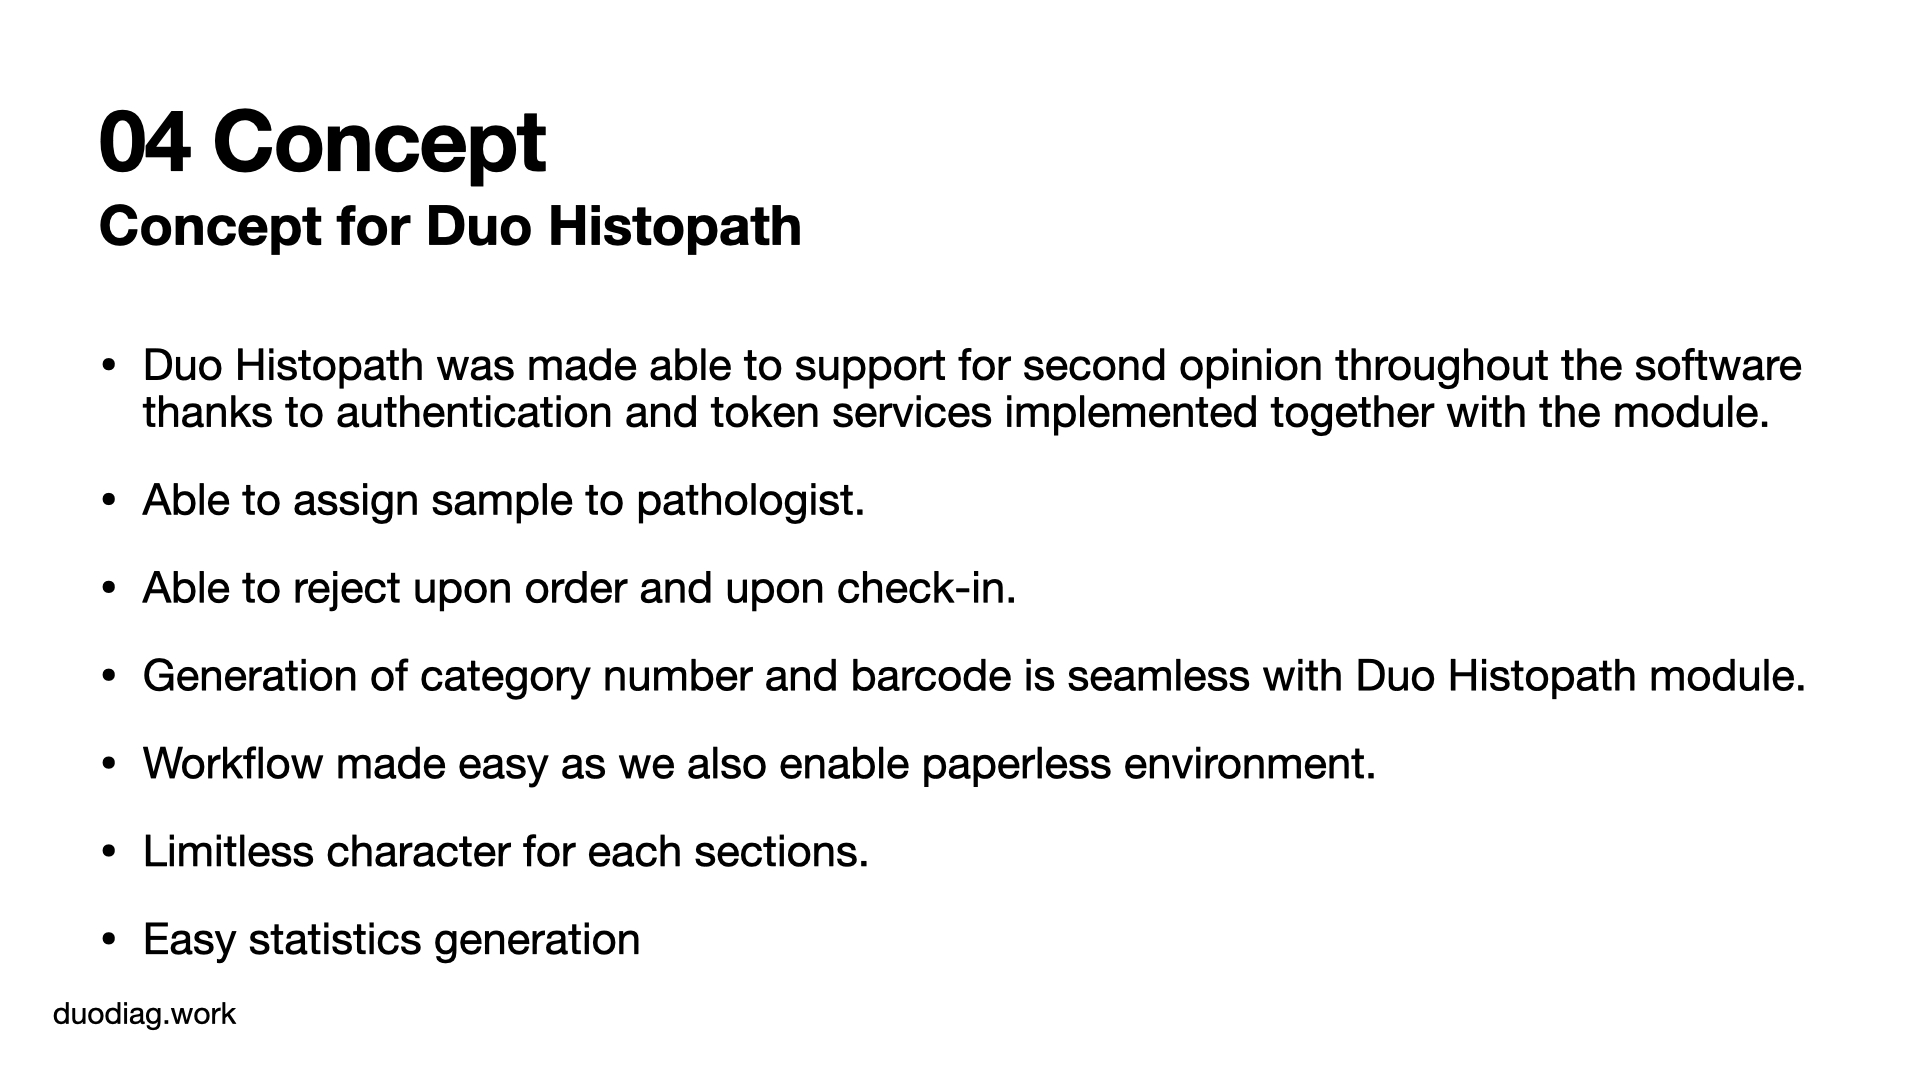 04 Concept
Concept for Duo Histopath
• Duo Histopath was made able to support for second opinion throughout the software
thanks to authentication and token services implemented together with the module.
• Able to assign sample to pathologist.
• Able to reject upon order and upon check-in.
• Generation of category number and barcode is seamless with Duo Histopath module.
• Workflow made easy as we also enable paperless environment.
• Limitless character for each sections.
• Easy statistics generation
duodiag.work